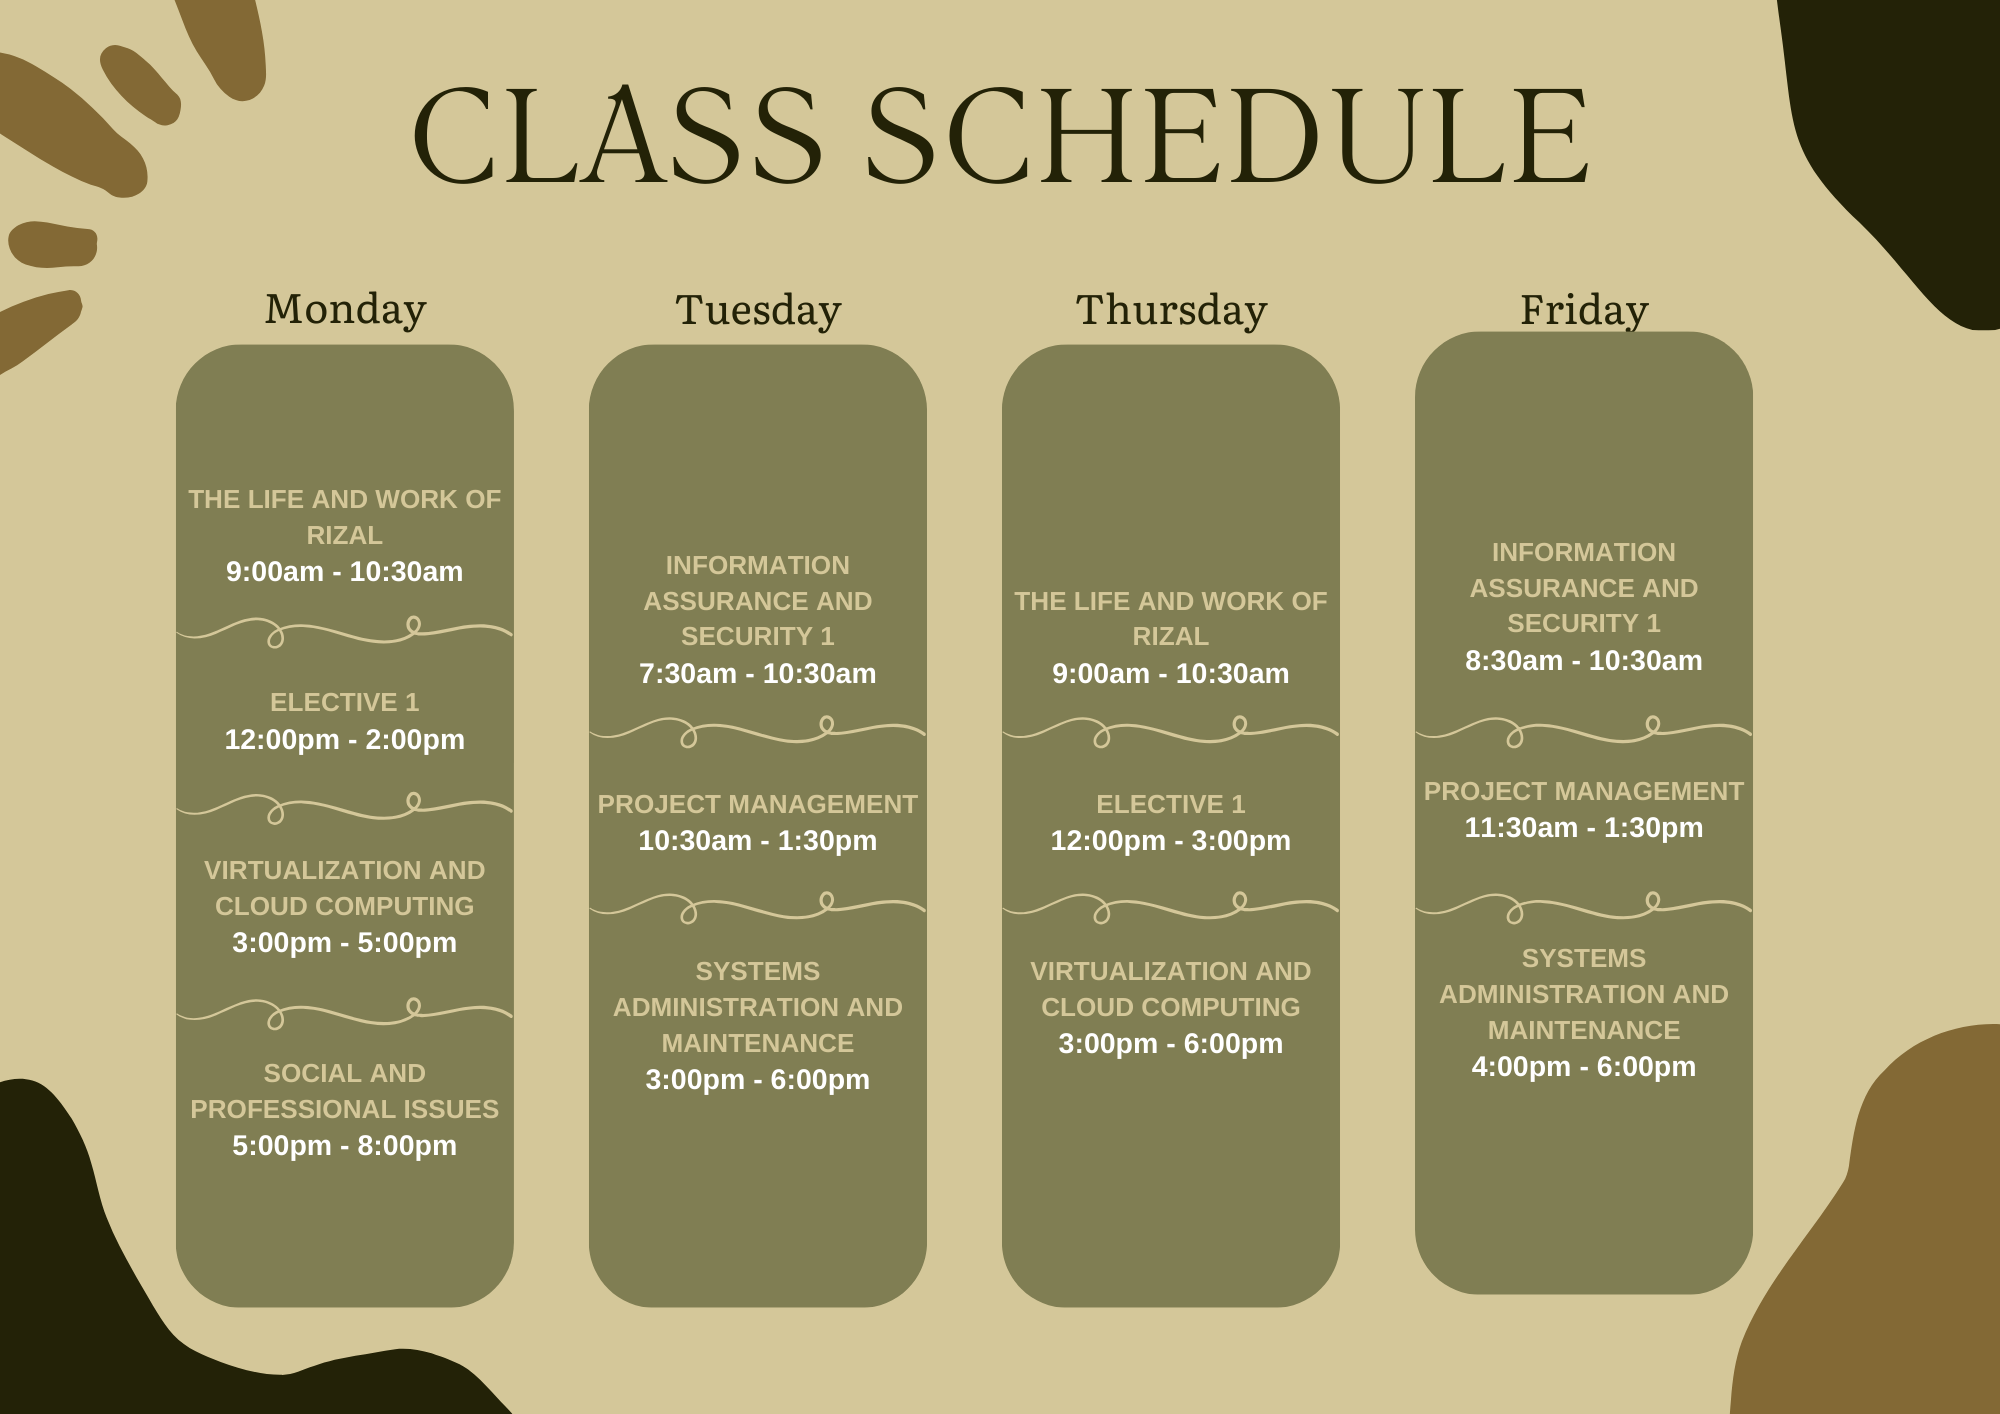 CLASS SCHEDULE
Monday
THE LIFE AND WORK OF
RIZAL
9:00am - 10:30am
ELECTIVE 1
12:00pm - 2:00pm
VIRTUALIZATION AND
CLOUD COMPUTING
3:00pm - 5:00pm
SOCIAL AND
PROFESSIONAL ISSUES
5:00pm - 8:00pm
Tuesday
INFORMATION
ASSURANCE AND
SECURITY 1
7:30am - 10:30am
PROJECT MANAGEMENT
10:30am - 1:30pm
SYSTEMS
ADMINISTRATION AND
MAINTENANCE
3:00pm - 6:00pm
Thursday
THE LIFE AND WORK OF
RIZAL
9:00am - 10:30am
ELECTIVE 1
12:00pm - 3:00pm
VIRTUALIZATION AND
CLOUD COMPUTING
3:00pm - 6:00pm
Friday
INFORMATION
ASSURANCE AND
SECURITY 1
8:30am - 10:30am
PROJECT MANAGEMENT
11:30am - 1:30pm
SYSTEMS
ADMINISTRATION AND
MAINTENANCE
4:00pm - 6:00pm